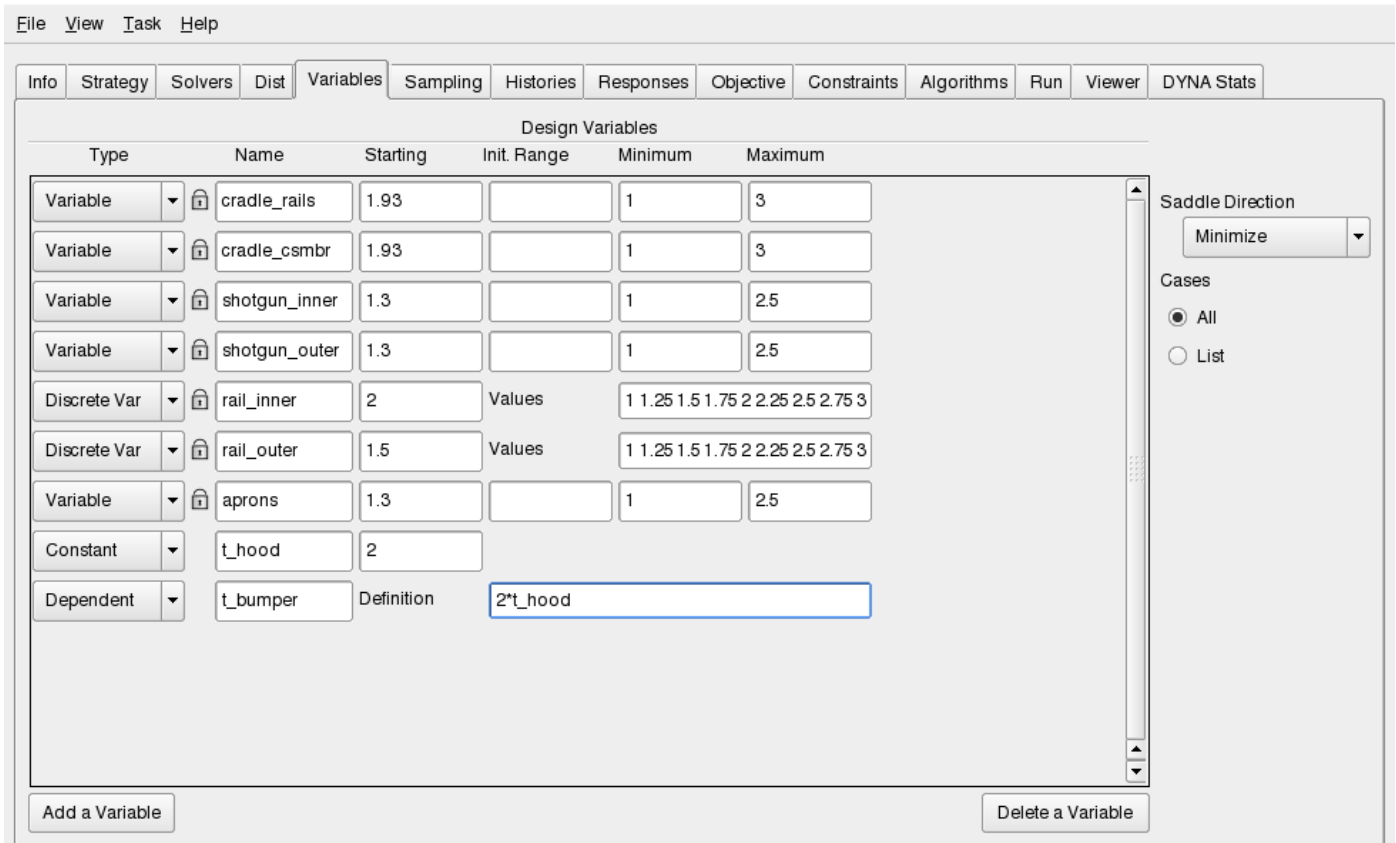 File View Task Help
Info Strategy Solvers Dist Variables Sampling Histories Responses Objective Constraints Algorithms Run Viewer DYNA Stats
Design Variables
Type Name Starting Init. Range Minimum Maximum
Variable cradle_rails 1.93 1 3
Saddle Direction
Minimize
Variable cradle_csmbr 1.93 1 3
Cases
Variable shotgun_inner 1.3 1 2.5
All
Variable shotgun_outer 1.3 1 2.5
List
Discrete Var rail_inner 2 Values 1 1.25 1.5 1.75 2 2.25 2.5 2.75 3
Discrete Var rail_outer 1.5 Values 1 1.25 1.5 1.75 2 2.25 2.5 2.75 3
Variable aprons 1.3 1 2.5
Constant t_hood 2
Dependent t_bumper Definition 2*t_hood
Add a Variable Delete a Variable